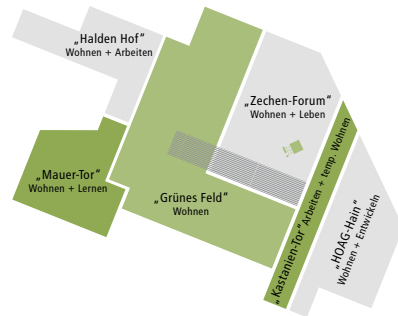 „Halden Hof“
Wohnen + Arbeiten
„Zechen-Forum“
Wohnen + Leben
„Mauer-Tor“
Wohnen + Lernen
„Grünes Feld“
Wohnen
„Kastanien-Tor“ Arbeiten + temp. Wohnen
„HOAG-Hain“
Wohnen + Entwickeln